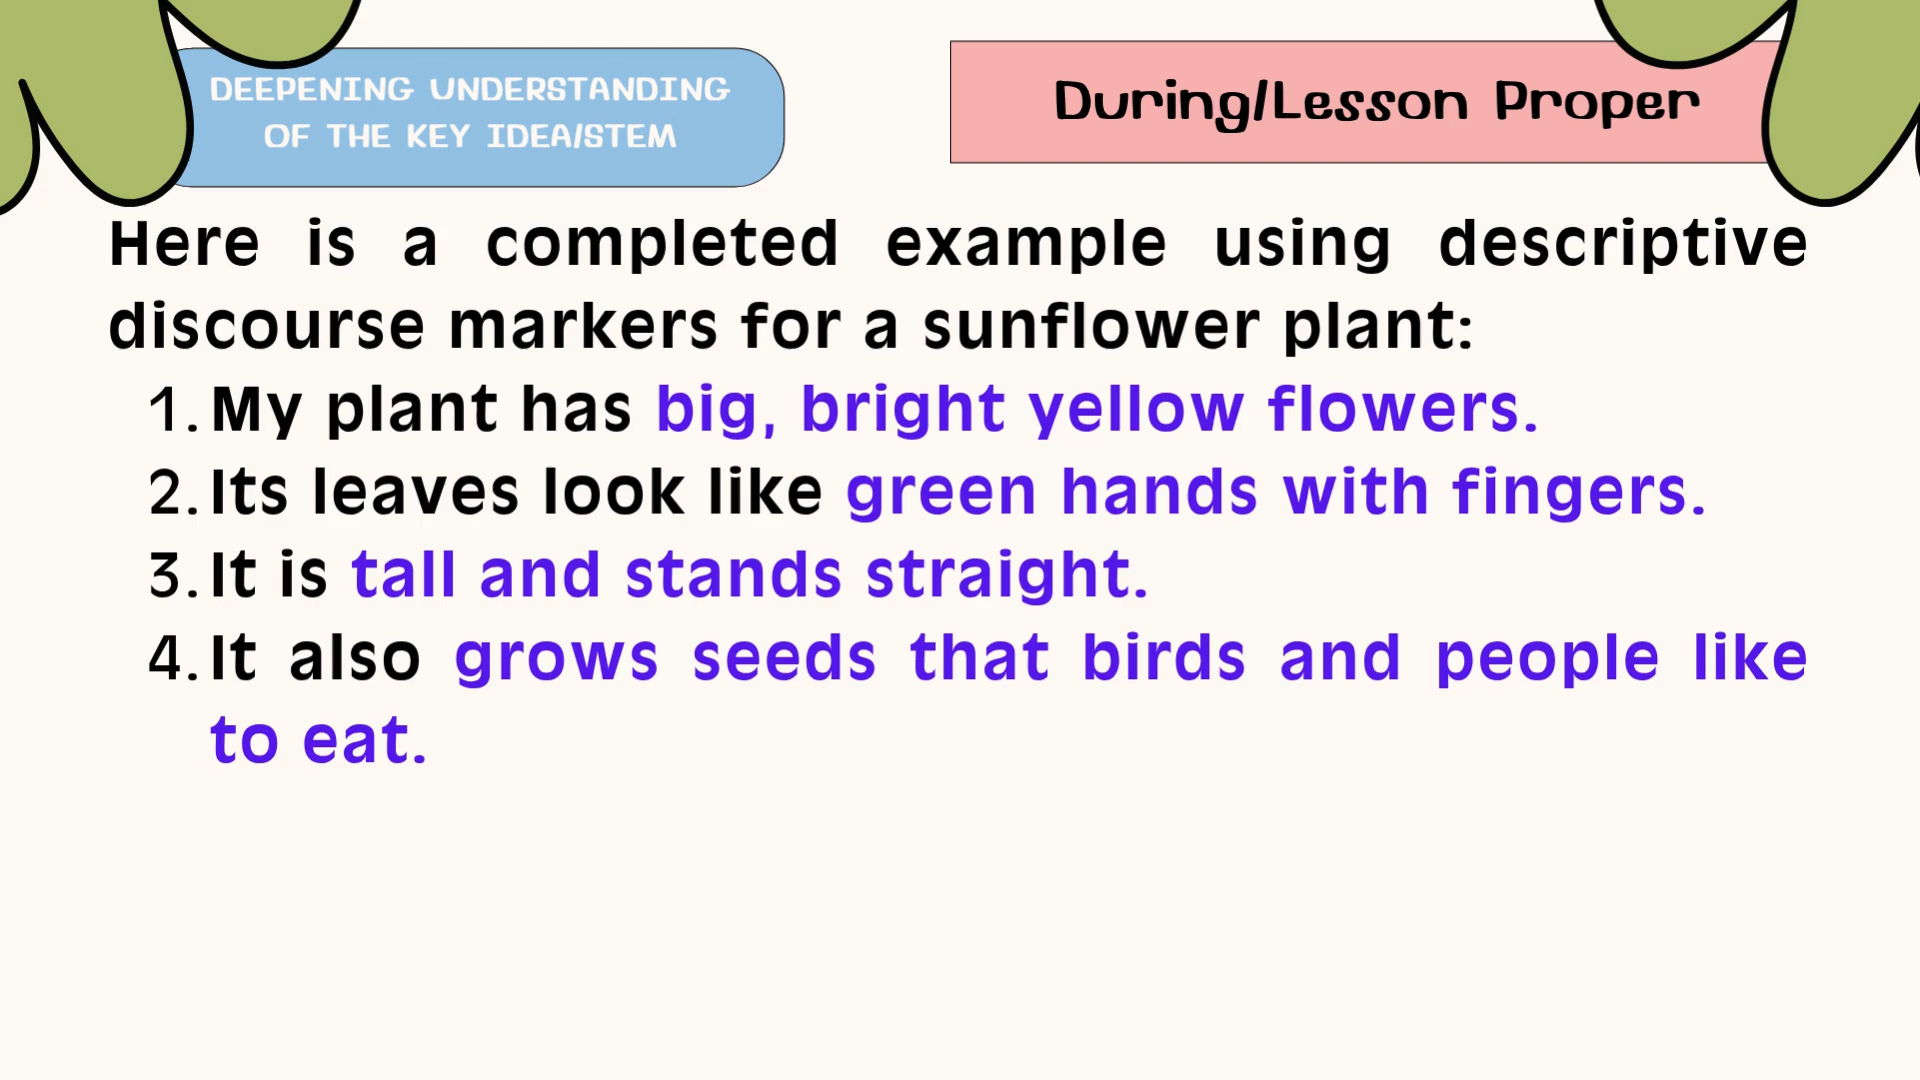 DEEPENING UNDERSTANDING
OF THE KEY IDEA/STEM
During/Lesson Proper
Here is a completed example using descriptive
discourse markers for a sunflower plant:
1. My plant has big, bright yellow flowers.
2. Its leaves look like green hands with fingers.
3. It is tall and stands straight.
4. It also grows seeds that birds and people like
to eat.